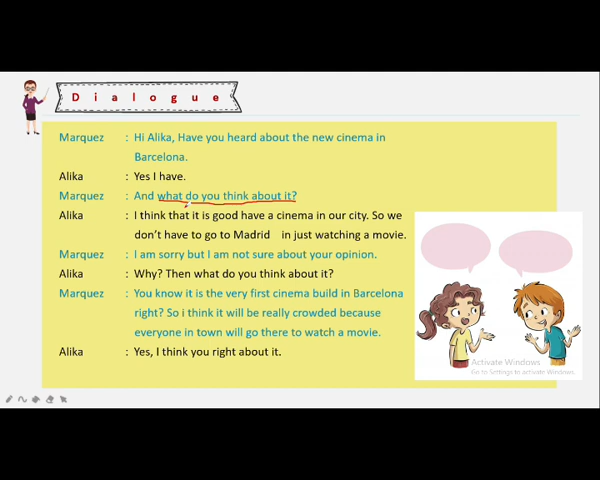 Dialogue
Marquez : Hi Alika, Have you heard about the new cinema in
Barcelona.
Alika : Yes I have.
Marquez : And what do you think about it?
Alika : I think that it is good have a cinema in our city. So we
don't have to go to Madrid in just watching a movie.
Marquez : I am sorry but I am not sure about your opinion.
Alika : Why? Then what do you think about it?
Marquez : You know it is the very first cinema build in Barcelona
right? So i think it will be really crowded because
everyone in town will go there to watch a movie.
Alika : Yes, I think you right about it.
Activate Windows
Go to Settings to activate Windows.